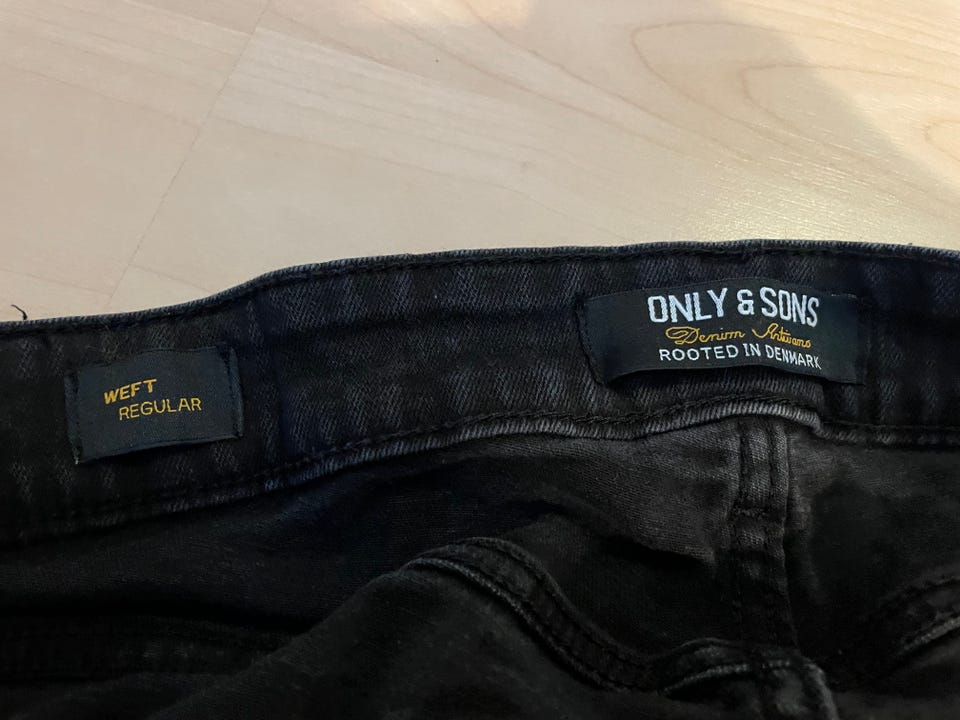 WEFT
REGULAR
ONLY & SONS
Denim Artisans
ROOTED IN DENMARK